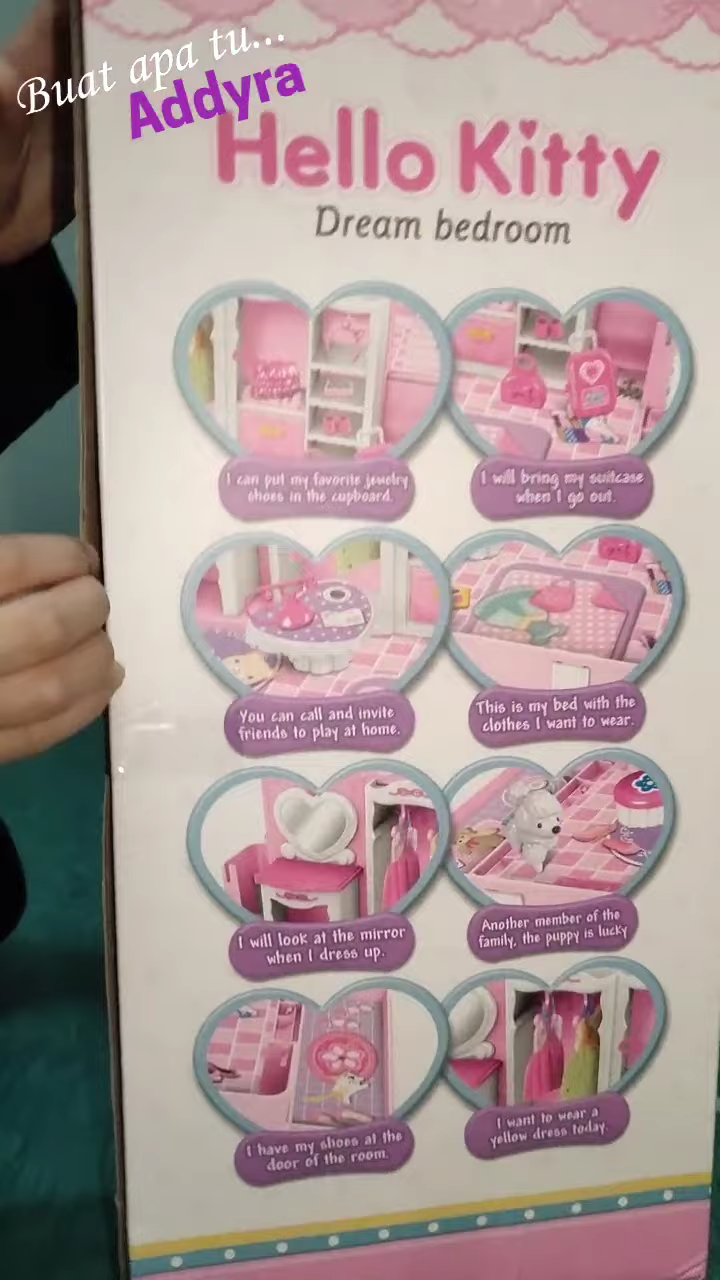 Buat apa tu...
Addyra
Hello Kitty
Dream bedroom
I can put my favorite jewelry
shoes in the cupboard.
I will bring my suitcase
when I go out.
You can call and invite
friends to play at home.
This is my bed with the
clothes I want to wear.
I will look at the mirror
when I dress up.
Another member of the
family, the puppy is lucky
I have my shoes at the
door of the room.
I want to wear a
yellow dress today.